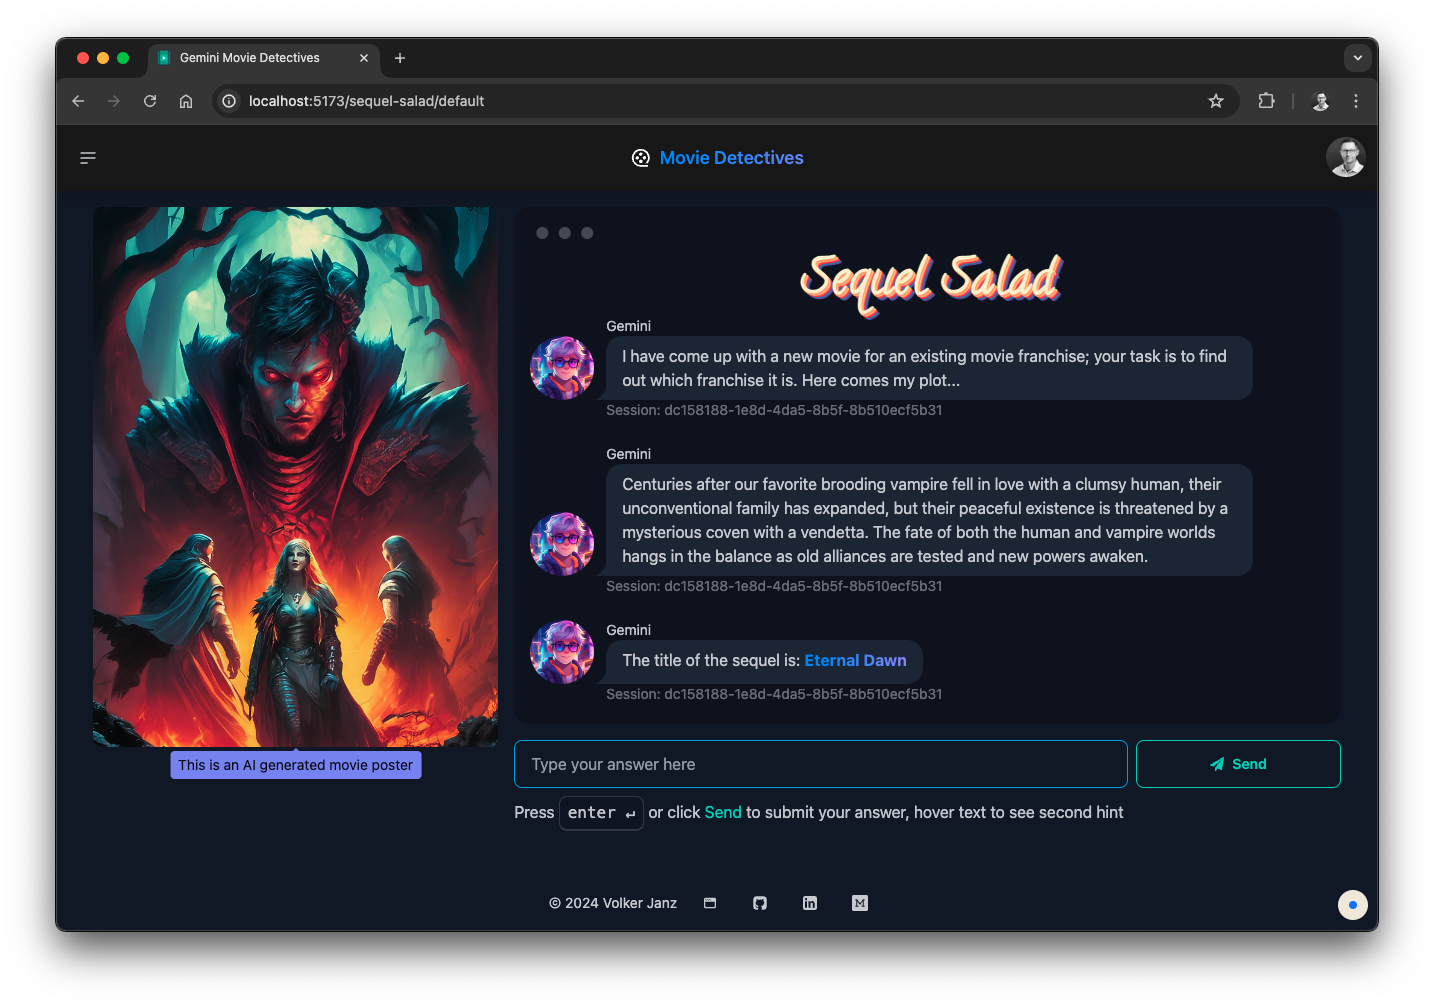 Gemini Movie Detectives
localhost:5173/sequel-salad/default
Movie Detectives
Sequel Salad
Gemini
I have come up with a new movie for an existing movie franchise; your task is to find
out which franchise it is. Here comes my plot...
Session: dc158188-1e8d-4da5-8b5f-8b510ecf5b31
Gemini
Centuries after our favorite brooding vampire fell in love with a clumsy human, their
unconventional family has expanded, but their peaceful existence is threatened by a
mysterious coven with a vendetta. The fate of both the human and vampire worlds
hangs in the balance as old alliances are tested and new powers awaken.
Session: dc158188-1e8d-4da5-8b5f-8b510ecf5b31
Gemini
The title of the sequel is: Eternal Dawn
Session: dc158188-1e8d-4da5-8b5f-8b510ecf5b31
This is an AI generated movie poster
Type your answer here
Send
Press enter ↵ or click Send to submit your answer, hover text to see second hint
© 2024 Volker Janz